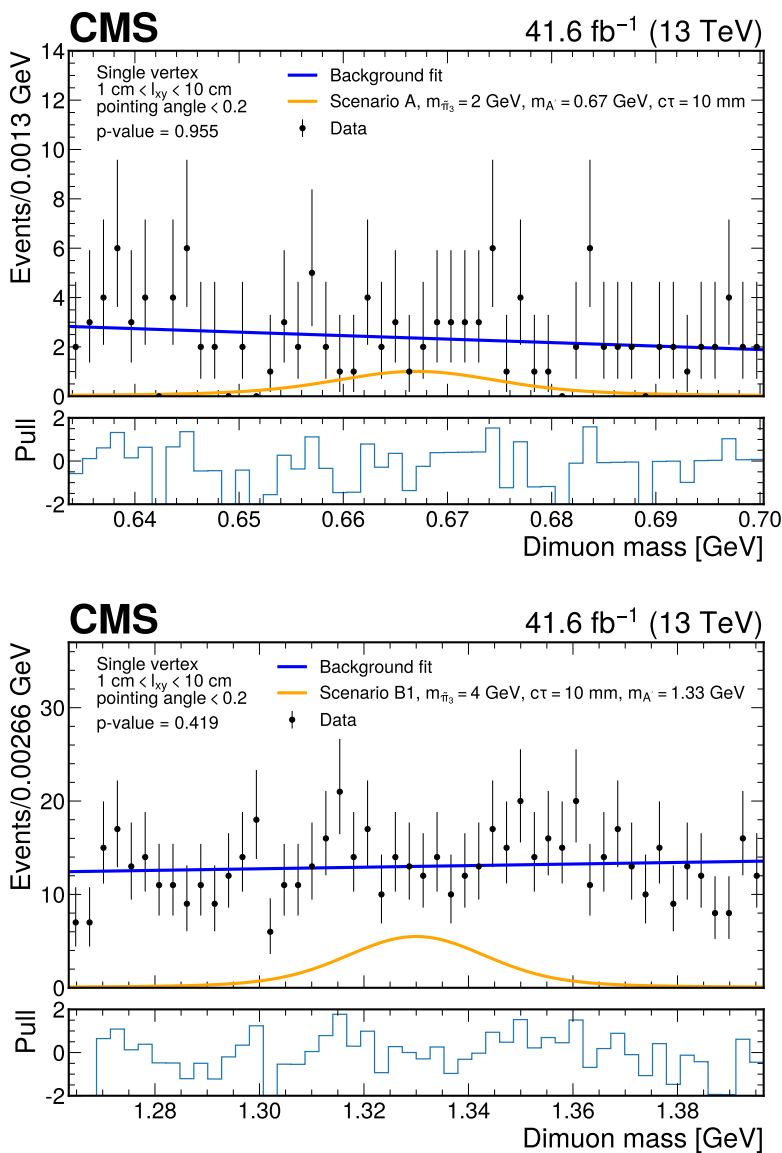 CMS 41.6 fb⁻¹ (13 TeV)
Events/0.0013 GeV
14
12
10
8
6
4
2
0
Single vertex
1 cm < l_xy < 10 cm
pointing angle < 0.2
p-value = 0.955
Background fit
Scenario A, m_π̃₃ = 2 GeV, m_A' = 0.67 GeV, cτ = 10 mm
Data
Pull
2
0
-2
0.64 0.65 0.66 0.67 0.68 0.69 0.70
Dimuon mass [GeV]
CMS 41.6 fb⁻¹ (13 TeV)
Events/0.00266 GeV
30
20
10
0
Single vertex
1 cm < l_xy < 10 cm
pointing angle < 0.2
p-value = 0.419
Background fit
Scenario B1, m_π̃₃ = 4 GeV, cτ = 10 mm, m_A' = 1.33 GeV
Data
Pull
2
0
-2
1.28 1.30 1.32 1.34 1.36 1.38
Dimuon mass [GeV]